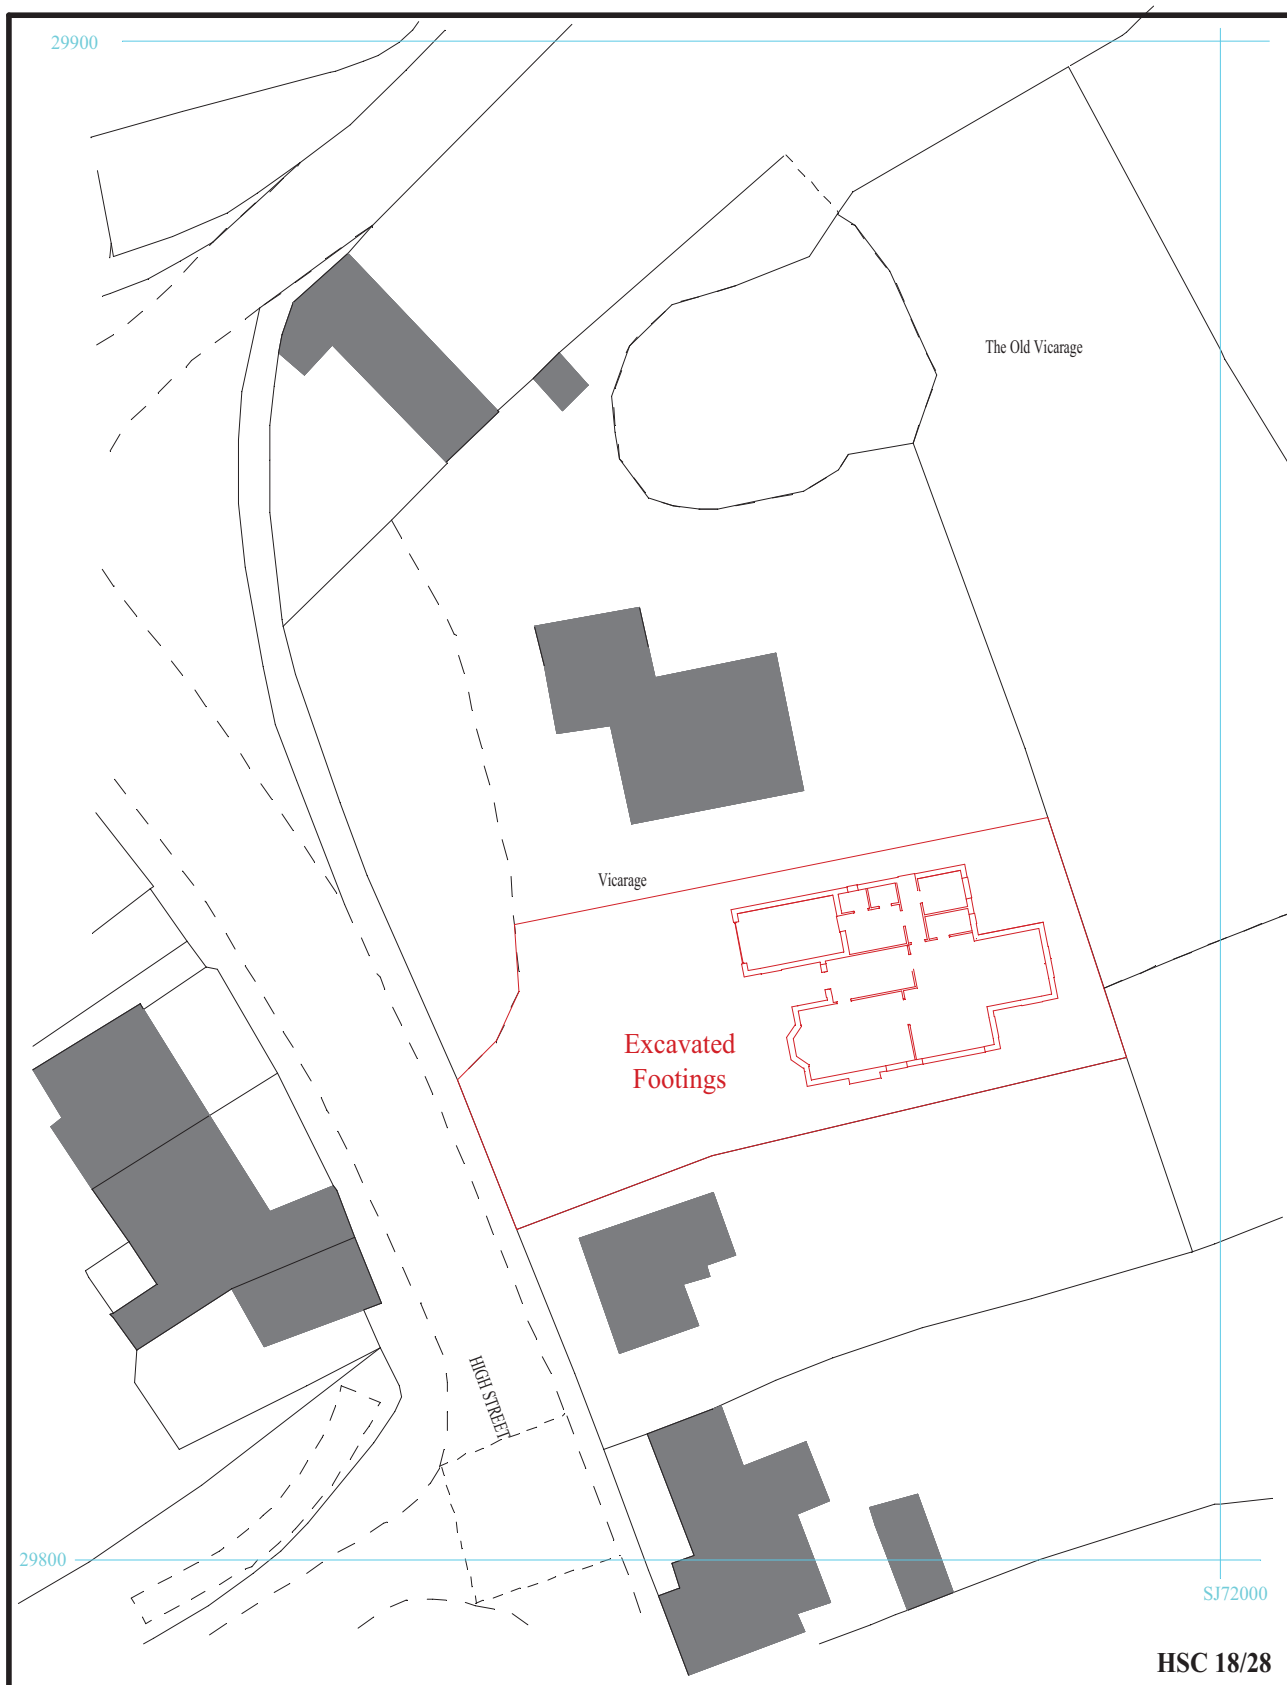 29900
The Old Vicarage
Vicarage
Excavated
Footings
HIGH STREET
29800
SJ72000
HSC 18/28